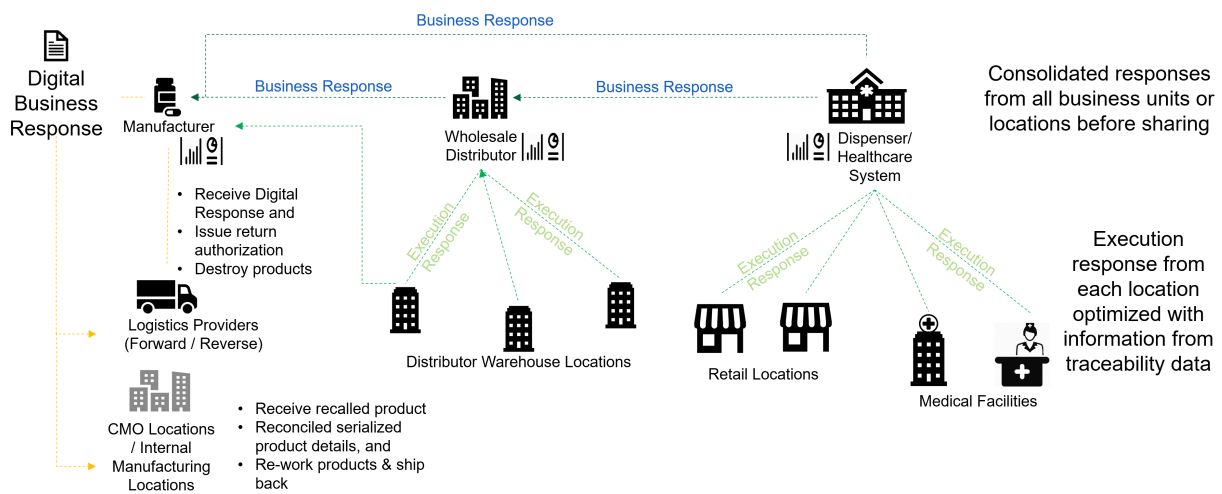 Business Response
Digital
Business
Response
Business Response
Business Response
Consolidated responses
from all business units or
locations before sharing
Manufacturer
Wholesale
Distributor
Dispenser/
Healthcare
System
• Receive Digital
Response and
• Issue return
authorization
• Destroy products
Execution
Response
Execution
Response
Execution
Response
Execution
Response
Execution
response from
each location
optimized with
information from
traceability data
Logistics Providers
(Forward / Reverse)
Distributor Warehouse Locations
Retail Locations
Medical Facilities
CMO Locations
/ Internal
Manufacturing
Locations
• Receive recalled product
• Reconciled serialized
product details, and
• Re-work products & ship
back